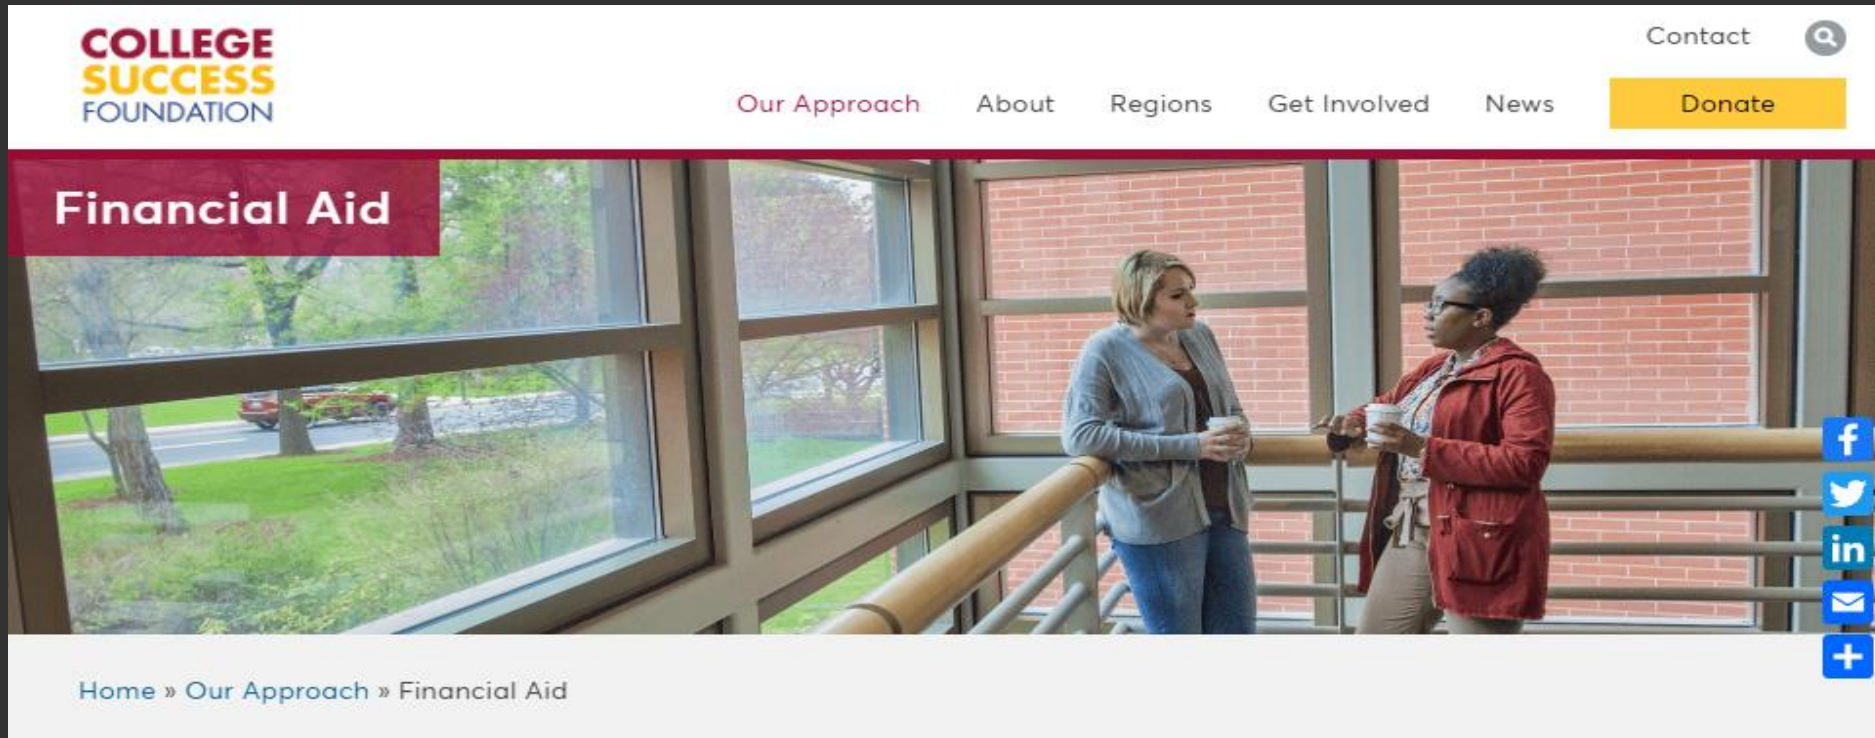 COLLEGE
SUCCESS
FOUNDATION
Contact
Our Approach About Regions Get Involved News Donate
Financial Aid
Home » Our Approach » Financial Aid